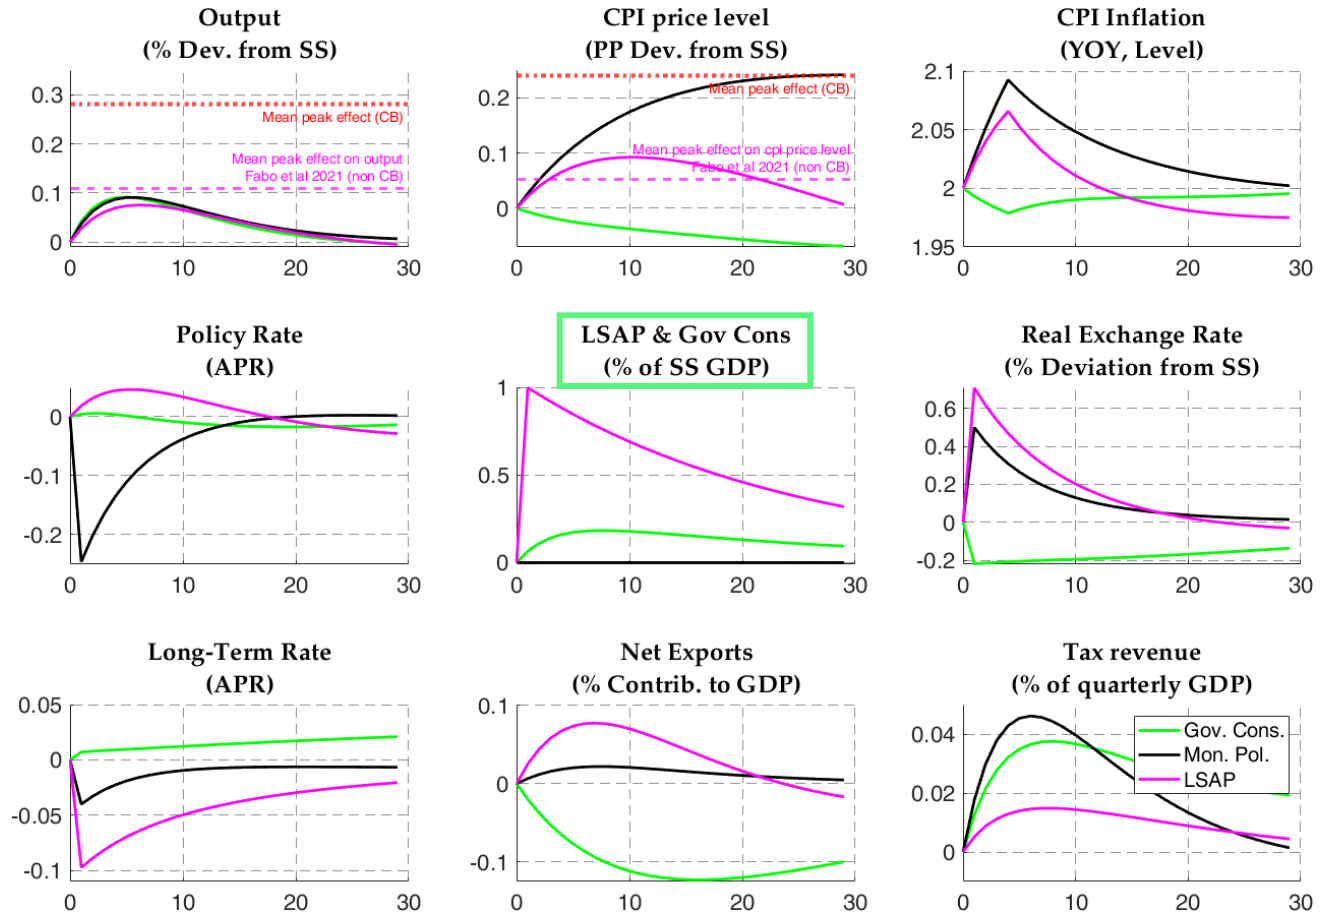 Output
(% Dev. from SS)
0.3
0.2
0.1
0
0
10
20
30
Mean peak effect (CB)
Mean peak effect on output
Fabo et al 2021 (non CB)
CPI price level
(PP Dev. from SS)
0.2
0.1
0
0
10
20
30
Mean peak effect (CB)
Mean peak effect on cpi price level
Fabo et al 2021 (non CB)
CPI Inflation
(YOY, Level)
2.1
2.05
2
1.95
0
10
20
30
Policy Rate
(APR)
0
-0.1
-0.2
0
10
20
30
LSAP & Gov Cons
(% of SS GDP)
1
0.5
0
0
10
20
30
Real Exchange Rate
(% Deviation from SS)
0.6
0.4
0.2
0
-0.2
0
10
20
30
Long-Term Rate
(APR)
0.05
0
-0.05
-0.1
0
10
20
30
Net Exports
(% Contrib. to GDP)
0.1
0
-0.1
0
10
20
30
Tax revenue
(% of quarterly GDP)
0.04
0.02
0
0
10
20
30
Gov. Cons.
Mon. Pol.
LSAP